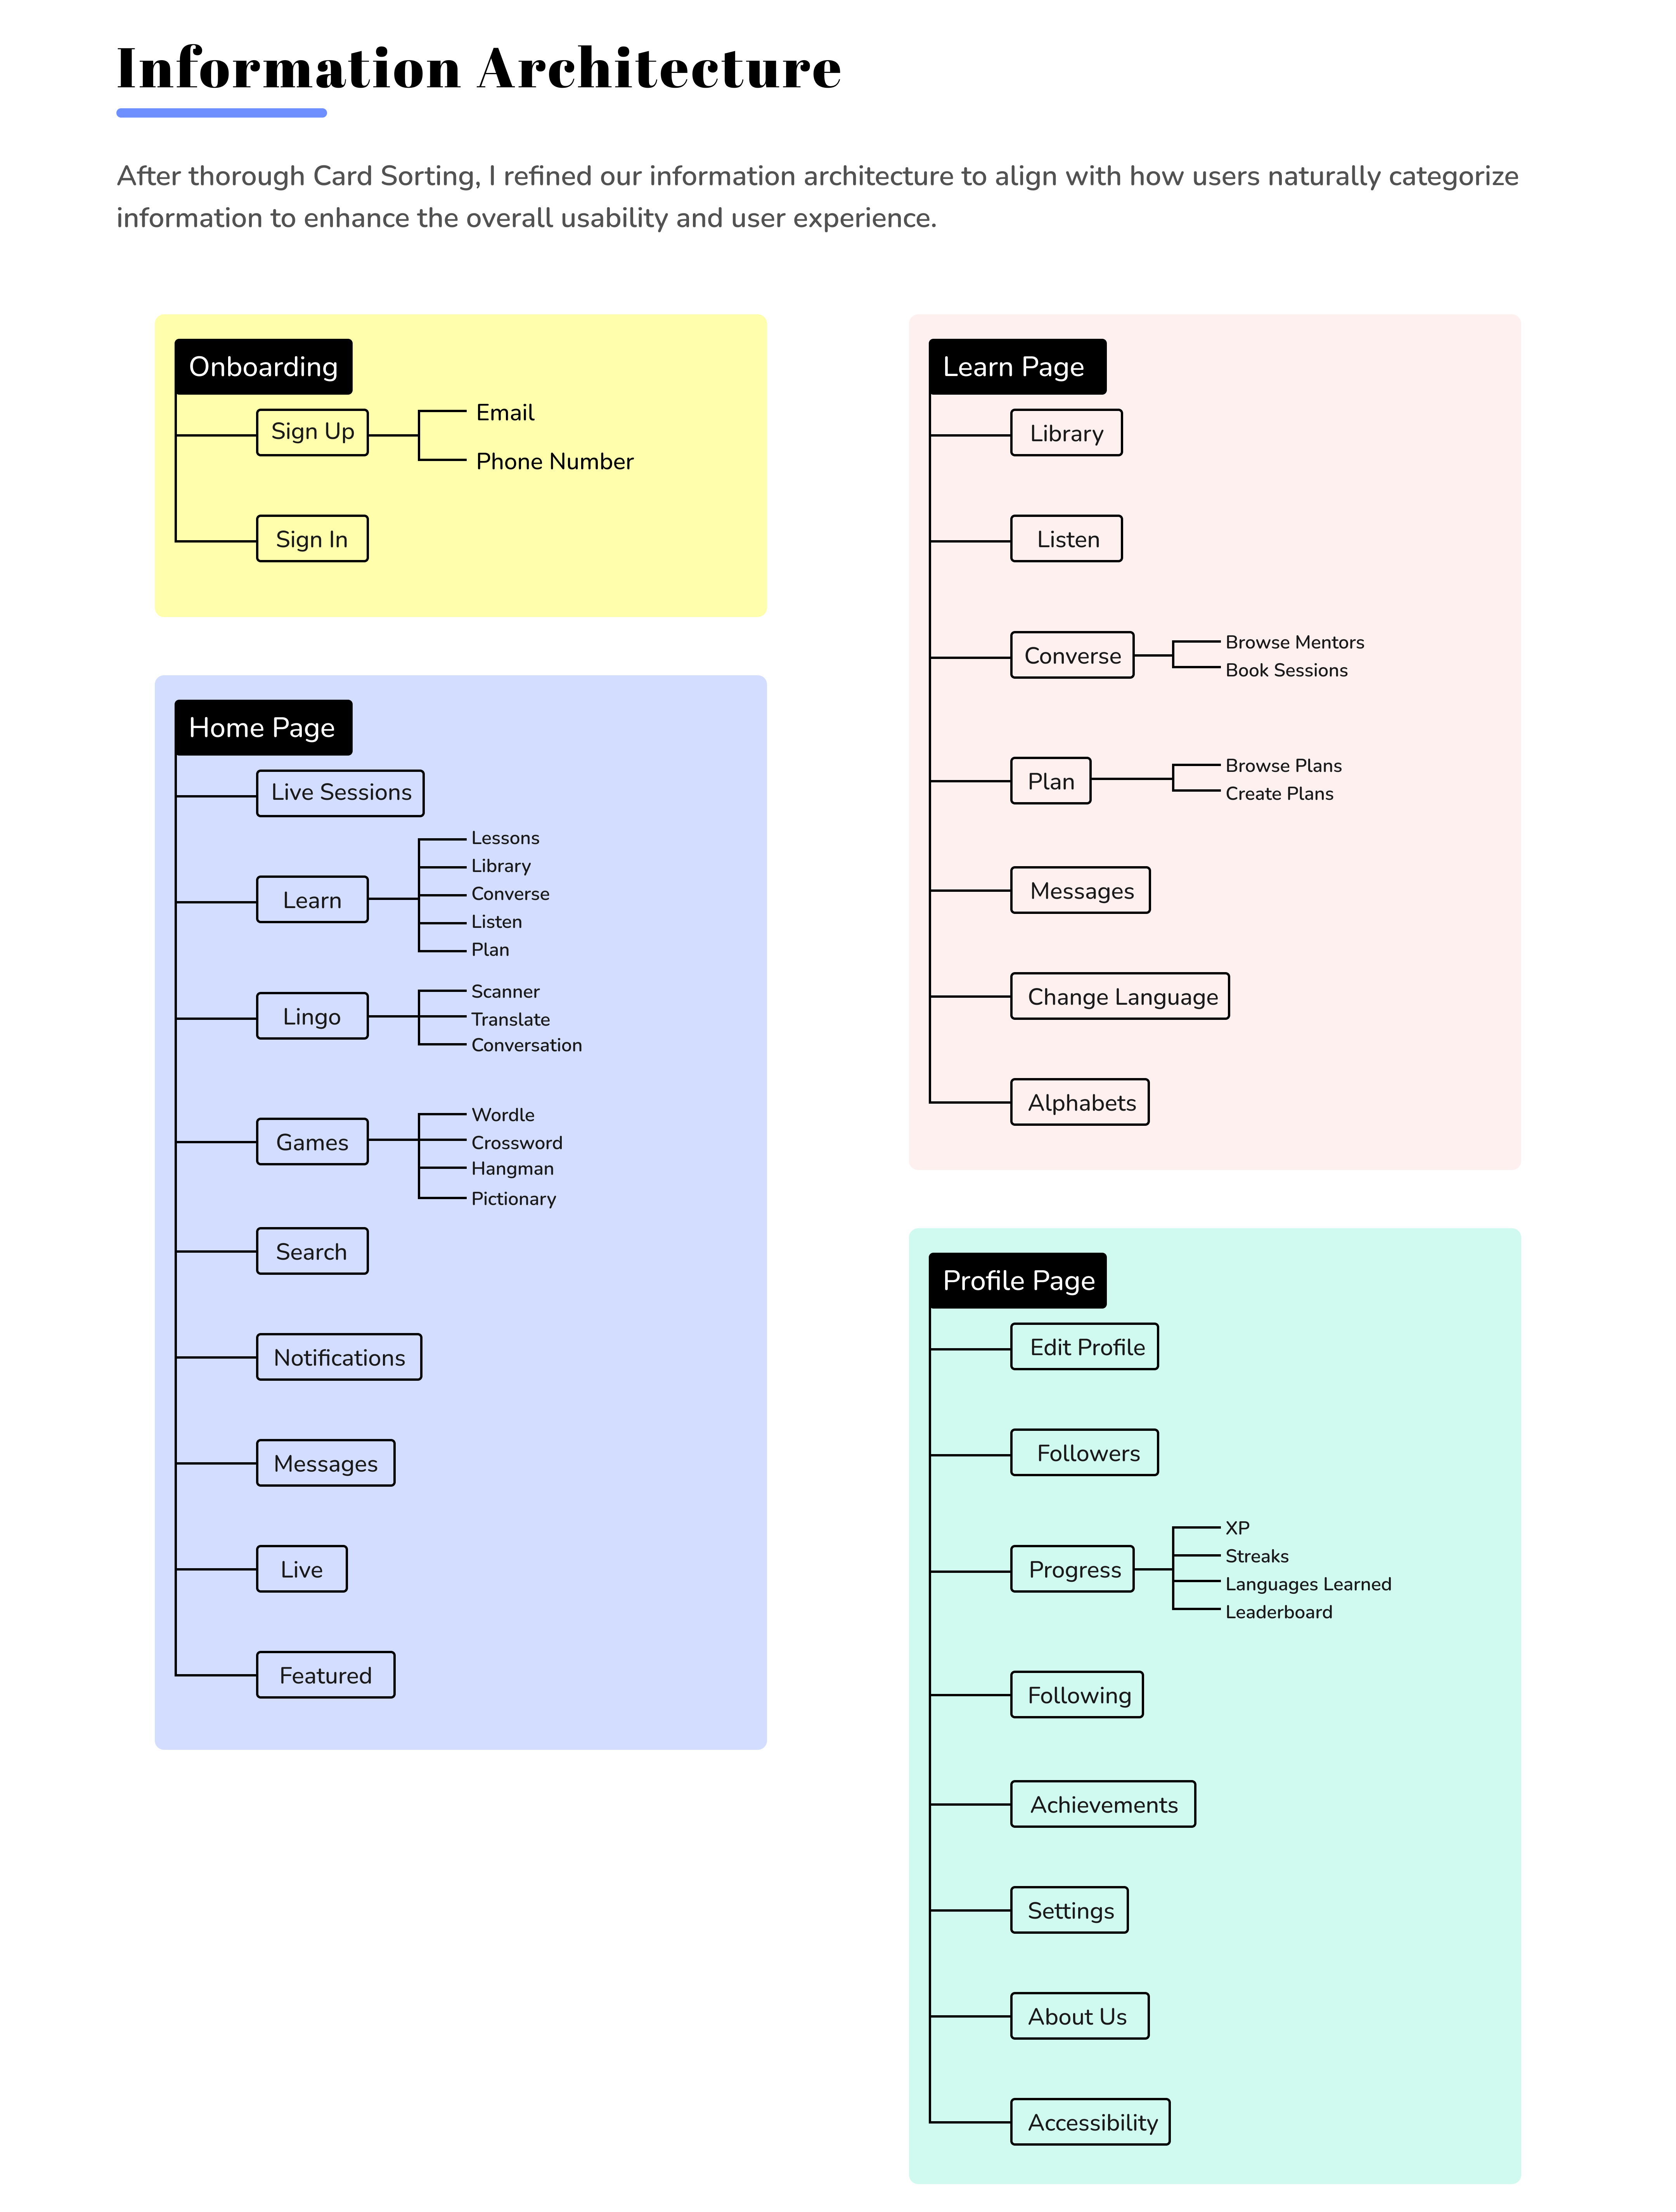 Information Architecture
After thorough Card Sorting, I refined our information architecture to align with how users naturally categorize
information to enhance the overall usability and user experience.
Onboarding
Sign Up
Email
Phone Number
Sign In
Home Page
Live Sessions
Learn
Lessons
Library
Converse
Listen
Plan
Lingo
Scanner
Translate
Conversation
Games
Wordle
Crossword
Hangman
Pictionary
Search
Notifications
Messages
Live
Featured
Learn Page
Library
Listen
Converse
Browse Mentors
Book Sessions
Plan
Browse Plans
Create Plans
Messages
Change Language
Alphabets
Profile Page
Edit Profile
Followers
Progress
XP
Streaks
Languages Learned
Leaderboard
Following
Achievements
Settings
About Us
Accessibility